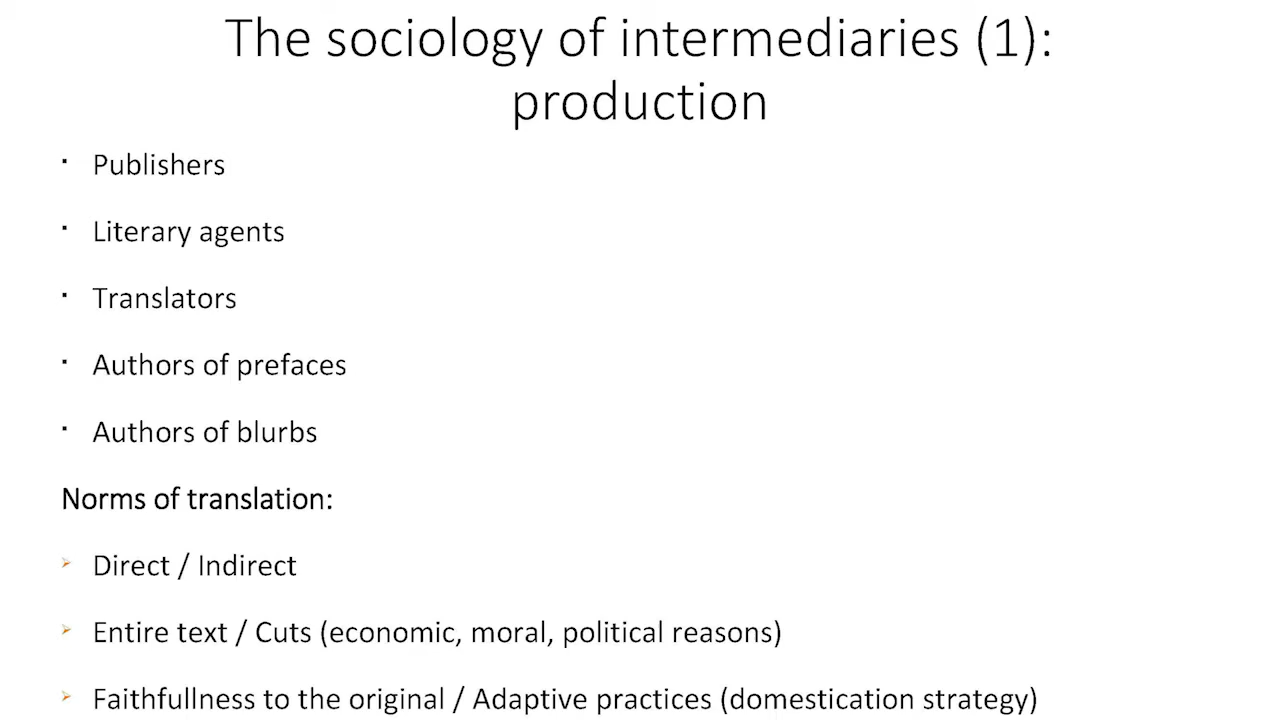 The sociology of intermediaries (1):
production
▪ Publishers
▪ Literary agents
▪ Translators
▪ Authors of prefaces
▪ Authors of blurbs
Norms of translation:
➢ Direct / Indirect
➢ Entire text / Cuts (economic, moral, political reasons)
➢ Faithfullness to the original / Adaptive practices (domestication strategy)